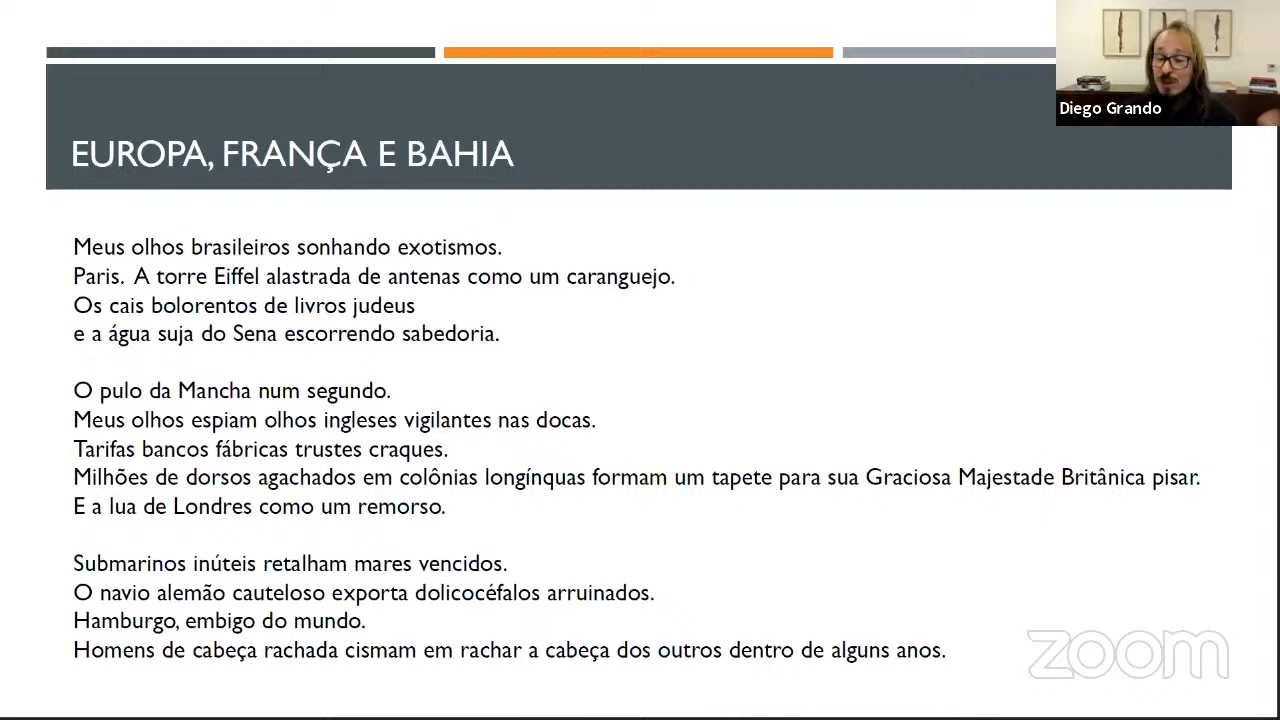 Diego Grando
EUROPA, FRANÇA E BAHIA
Meus olhos brasileiros sonhando exotismos.
Paris. A torre Eiffel alastrada de antenas como um caranguejo.
Os cais bolorentos de livros judeus
e a água suja do Sena escorrendo sabedoria.
O pulo da Mancha num segundo.
Meus olhos espiam olhos ingleses vigilantes nas docas.
Tarifas bancos fábricas trustes craques.
Milhões de dorsos agachados em colônias longínquas formam um tapete para sua Graciosa Majestade Britânica pisar.
E a lua de Londres como um remorso.
Submarinos inúteis retalham mares vencidos.
O navio alemão cauteloso exporta dolicocéfalos arruinados.
Hamburgo, embigo do mundo.
Homens de cabeça rachada cismam em rachar a cabeça dos outros dentro de alguns anos.
zoom